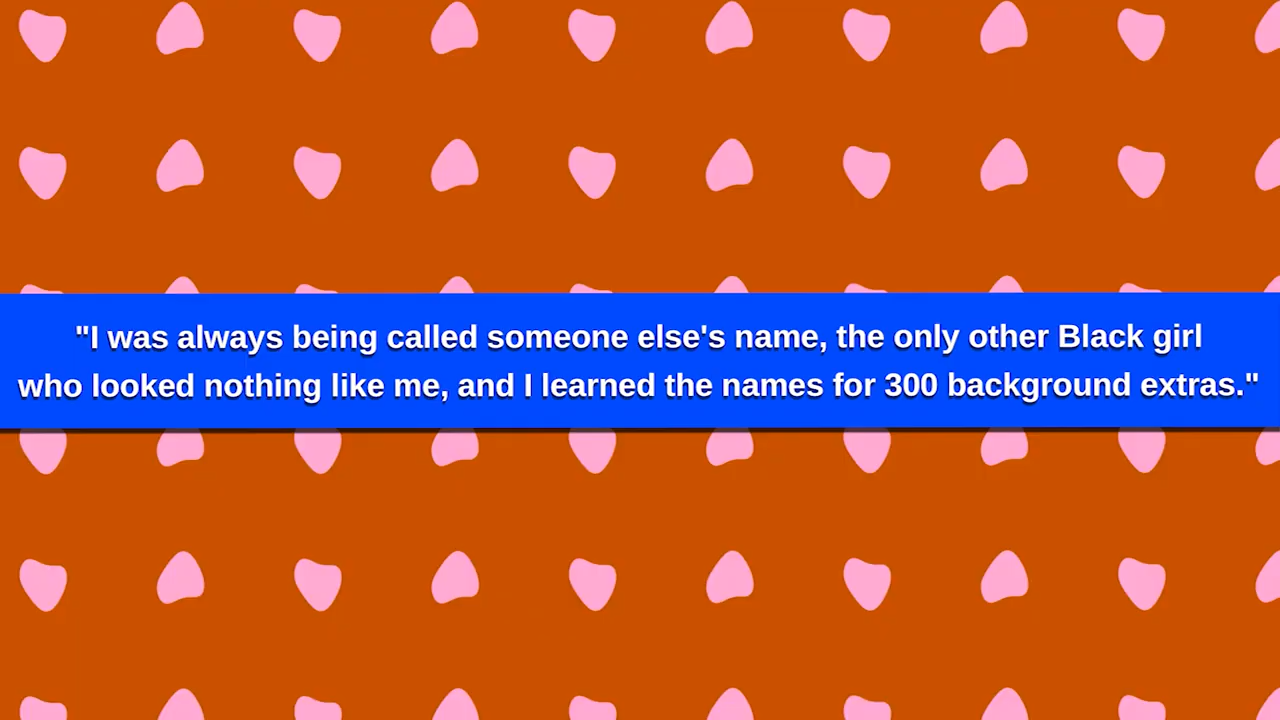 "I was always being called someone else's name, the only other Black girl
who looked nothing like me, and I learned the names for 300 background extras."